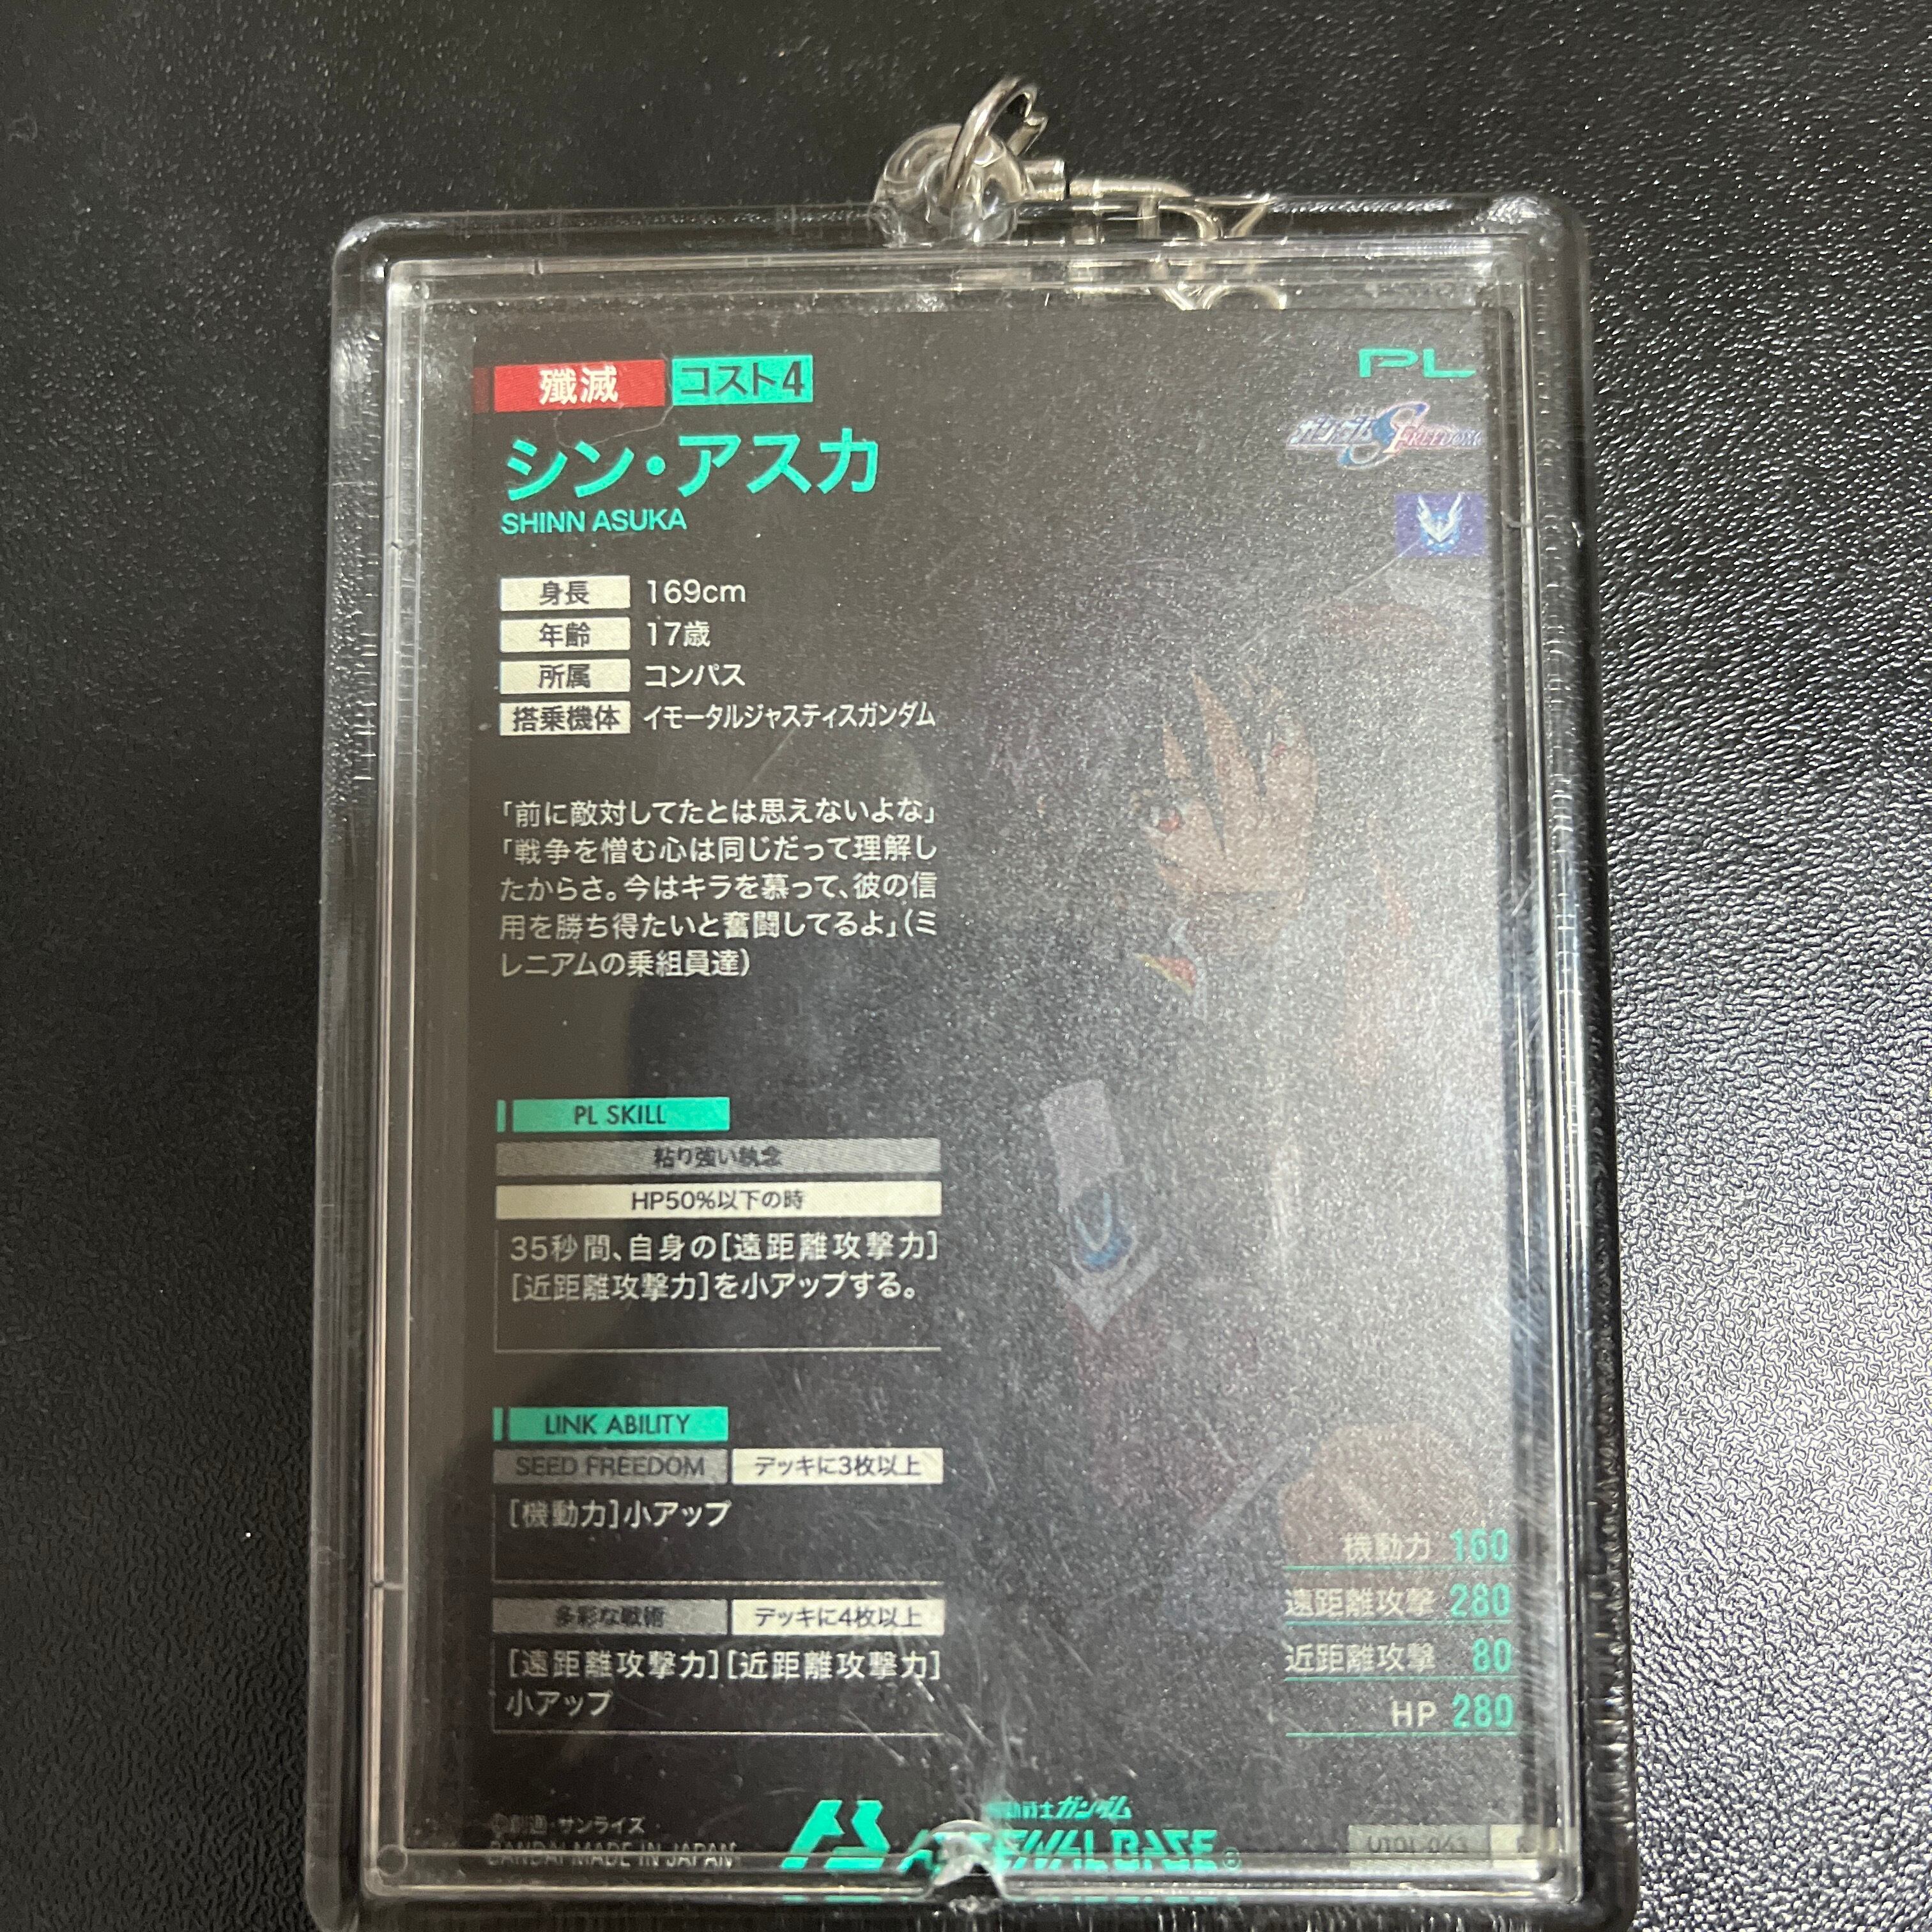 殲滅 コスト4
PL
シン・アスカ
SHINN ASUKA
FREEDOM
身長 169cm
年齢 17歳
所属 コンパス
搭乗機体 イモータルジャスティスガンダム
「前に敵対してたとは思えないよな」
「戦争を憎む心は同じだって理解し
たからさ。今はキラを慕って、彼の信
用を勝ち得たいと奮闘してるよ」(ミ
レニアムの乗組員達)
PL SKILL
粘り強い執念
HP50%以下の時
35秒間、自身の[遠距離攻撃力]
[近距離攻撃力]を小アップする。
LINK ABILITY
SEED FREEDOM デッキに3枚以上
[機動力]小アップ
多彩な戦術 デッキに4枚以上
[遠距離攻撃力][近距離攻撃力]
小アップ
機動力 160
遠距離攻撃 280
近距離攻撃 80
HP 280
©創通・サンライズ
BANDAI MADE IN JAPAN
機動戦士ガンダム
ARSENAL BASE
UT01-043